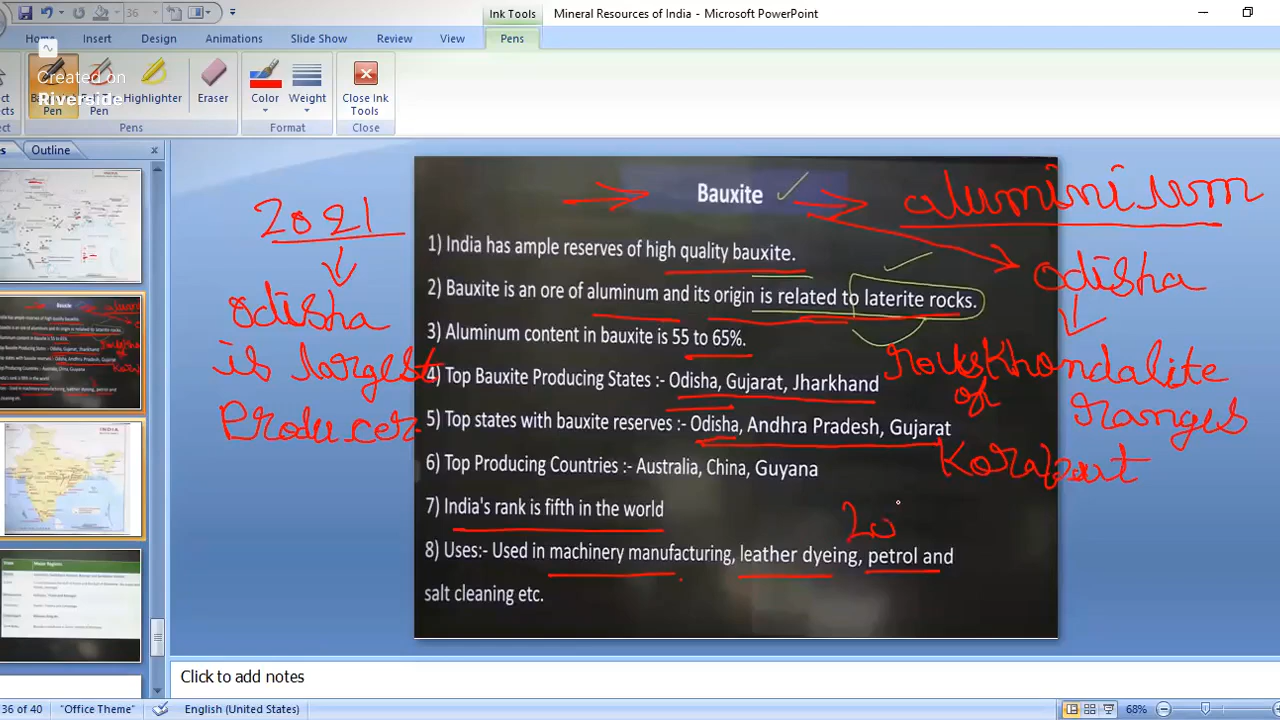 36
Ink Tools
Mineral Resources of India - Microsoft PowerPoint
Home Insert Design Animations Slide Show Review View Pens
Created on
Riverside
Pen
Pen
Highlighter
Eraser
Color
Weight
Close Ink
Tools
Pens
Format
Close
Outline
Bauxite
1) India has ample reserves of high quality bauxite.
2) Bauxite is an ore of aluminum and its origin is related to laterite rocks.
3) Aluminum content in bauxite is 55 to 65%.
4) Top Bauxite Producing States :- Odisha, Gujarat, Jharkhand
5) Top states with bauxite reserves :- Odisha, Andhra Pradesh, Gujarat
6) Top Producing Countries :- Australia, China, Guyana
7) India's rank is fifth in the world
8) Uses:- Used in machinery manufacturing, leather dyeing, petrol and
salt cleaning etc.
2021
odisha
is largest
Producer
aluminium
odisha
Khondalite
rocks
of
ranges
Koraput
20
INDIA
Click to add notes
36 of 40
"Office Theme"
English (United States)
68%